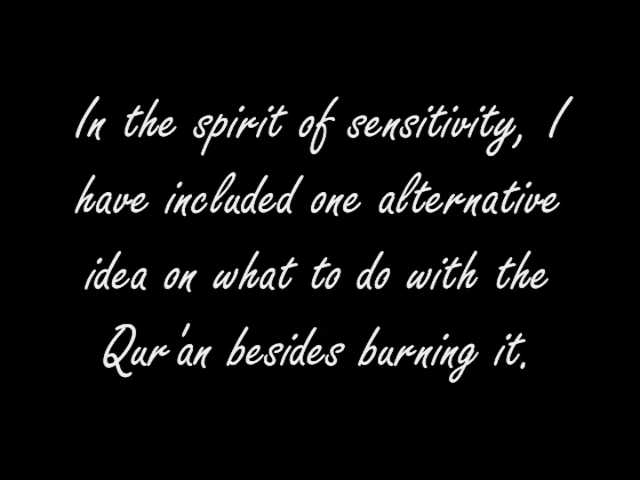 In the spirit of sensitivity, I
have included one alternative
idea on what to do with the
Qur'an besides burning it.